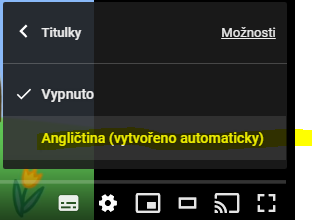 Titulky Možnosti
Vypnuto
Angličtina (vytvořeno automaticky)